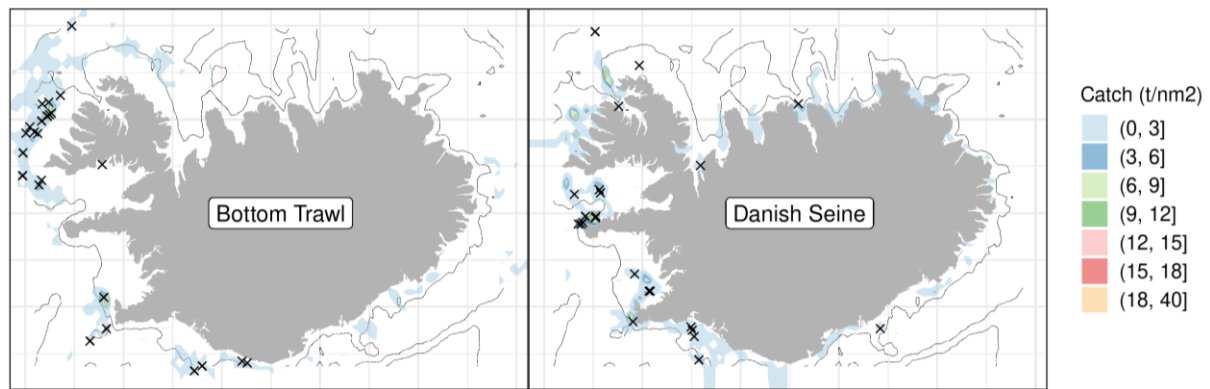 Bottom Trawl
Danish Seine
Catch (t/nm2)
(0, 3]
(3, 6]
(6, 9]
(9, 12]
(12, 15]
(15, 18]
(18, 40]